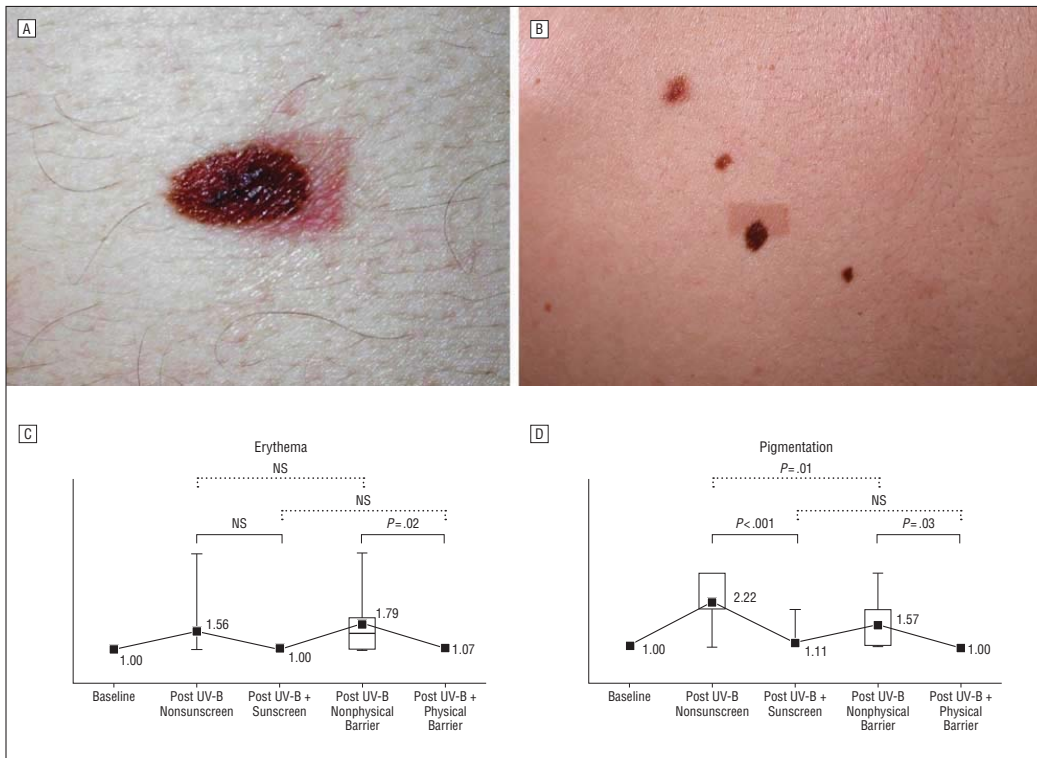 A
B
C
Erythema
NS
NS
NS
P=.02
1.00
1.56
1.00
1.79
1.07
Baseline
Post UV-B
Nonsunscreen
Post UV-B +
Sunscreen
Post UV-B
Nonphysical
Barrier
Post UV-B +
Physical
Barrier
D
Pigmentation
P=.01
NS
P<.001
P=.03
1.00
2.22
1.11
1.57
1.00
Baseline
Post UV-B
Nonsunscreen
Post UV-B +
Sunscreen
Post UV-B
Nonphysical
Barrier
Post UV-B +
Physical
Barrier